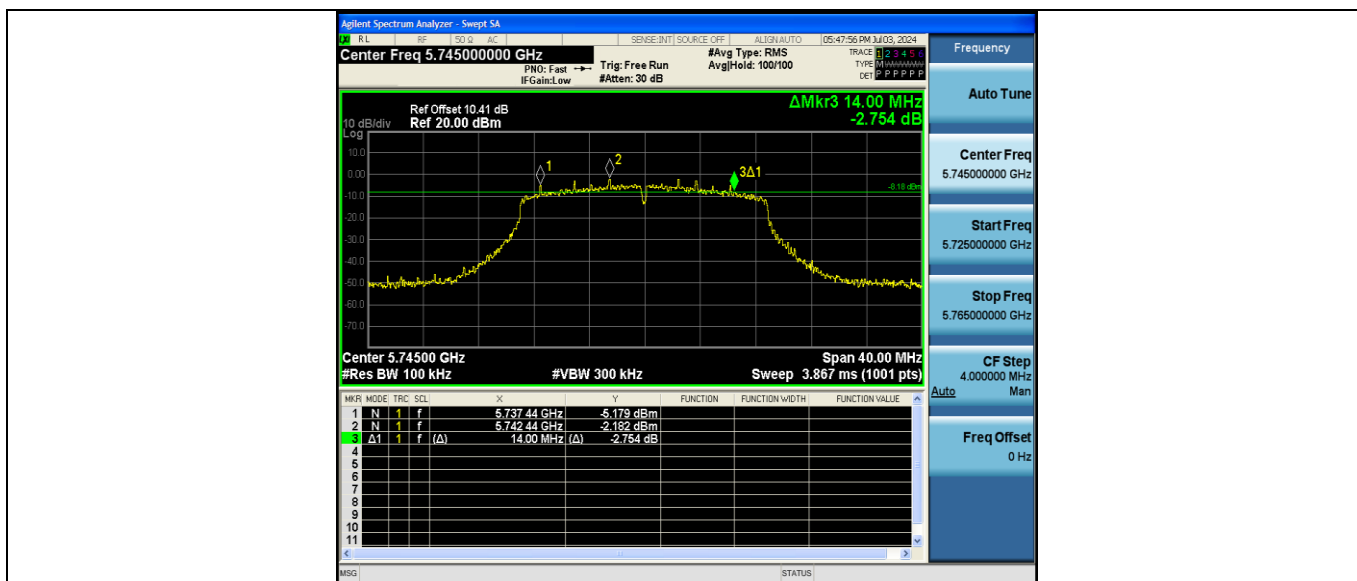 Agilent Spectrum Analyzer - Swept SA
RL RF 50 Ω AC SENSE:INT SOURCE OFF ALIGN AUTO 05:47:56 PM Jul 03, 2024
Center Freq 5.745000000 GHz
PNO: Fast
IFGain:Low
Trig: Free Run
#Atten: 30 dB
#Avg Type: RMS
Avg|Hold: 100/100
TRACE 1 2 3 4 5 6
TYPE M WWWWW
DET P P P P P P
Ref Offset 10.41 dB
Ref 20.00 dBm
10 dB/div
Log
ΔMkr3 14.00 MHz
-2.754 dB
10.0
0.00
-10.0
-20.0
-30.0
-40.0
-50.0
-60.0
-70.0
1
2
3Δ1
-8.18 dBm
Center 5.74500 GHz
#Res BW 100 kHz
#VBW 300 kHz
Span 40.00 MHz
Sweep 3.867 ms (1001 pts)
MKR MODE TRC SCL X Y FUNCTION FUNCTION WIDTH FUNCTION VALUE
1 N 1 f 5.737 44 GHz -5.179 dBm
2 N 1 f 5.742 44 GHz -2.182 dBm
3 Δ1 1 f (Δ) 14.00 MHz (Δ) -2.754 dB
4
5
6
7
8
9
10
11
MSG
STATUS
Frequency
Auto Tune
Center Freq
5.745000000 GHz
Start Freq
5.725000000 GHz
Stop Freq
5.765000000 GHz
CF Step
4.000000 MHz
Auto Man
Freq Offset
0 Hz